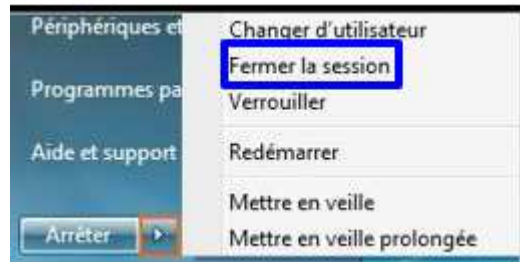 Périphériques et
Programmes pa
Aide et support
Arrêter
Changer d'utilisateur
Fermer la session
Verrouiller
Redémarrer
Mettre en veille
Mettre en veille prolongée